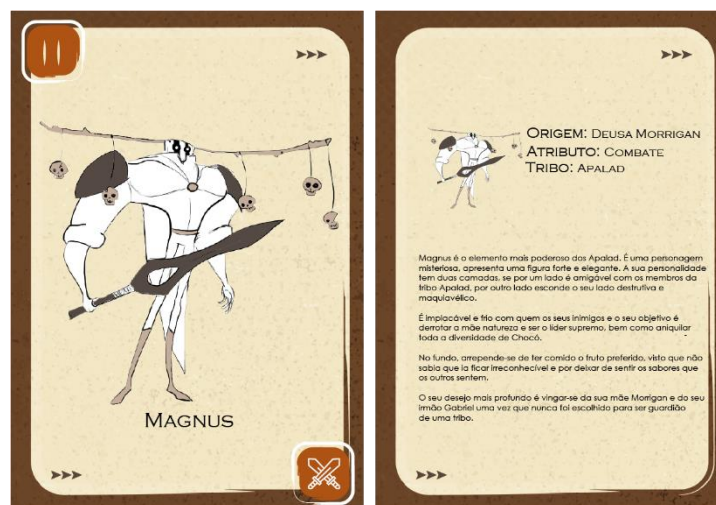 MAGNUS
ORIGEM: DEUSA MORRIGAN
ATRIBUTO: COMBATE
TRIBO: APALAD
Magnus é o elemento mais poderoso dos Apalad. É uma personagem
misteriosa, apresenta uma figura forte e elegante. A sua personalidade
tem duas camadas, se por um lado é amigável com os membros da
tribo Apalad, por outro lado esconde o seu lado destrutivo e
maquiavélico.
É implacável e frio com quem os seus inimigos e o seu objetivo é
derrotar a mãe natureza e ser o líder supremo, bem como aniquilar
toda a diversidade de Chocó.
No fundo, arrepende-se de ter comido o fruto preferido, visto que não
sabia que ia ficar irreconhecível e por deixar de sentir os sabores que
os outros sentem.
O seu desejo mais profundo é vingar-se da sua mãe Morrigan e do seu
irmão Gabriel uma vez que nunca foi escolhido para ser guardião
de uma tribo.